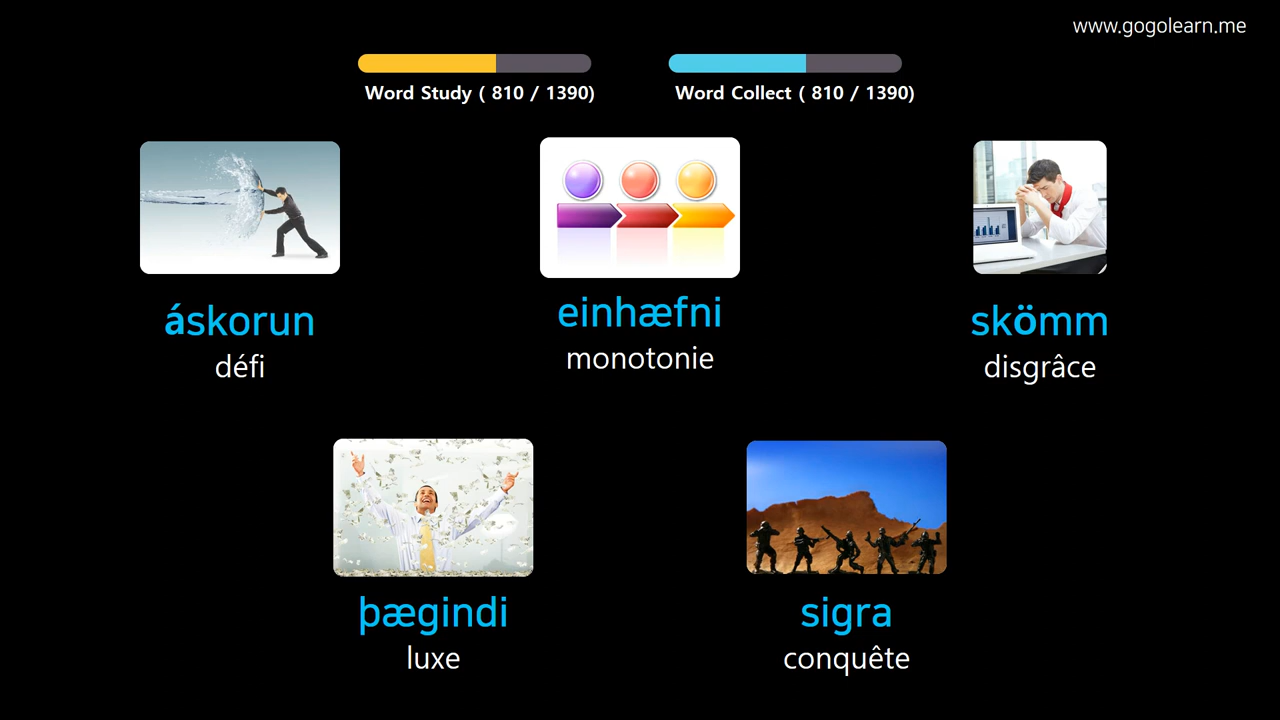 www.gogolearn.me
Word Study ( 810 / 1390)
Word Collect ( 810 / 1390)
áskorun
défi
einhæfni
monotonie
skömm
disgrâce
þægindi
luxe
sigra
conquête